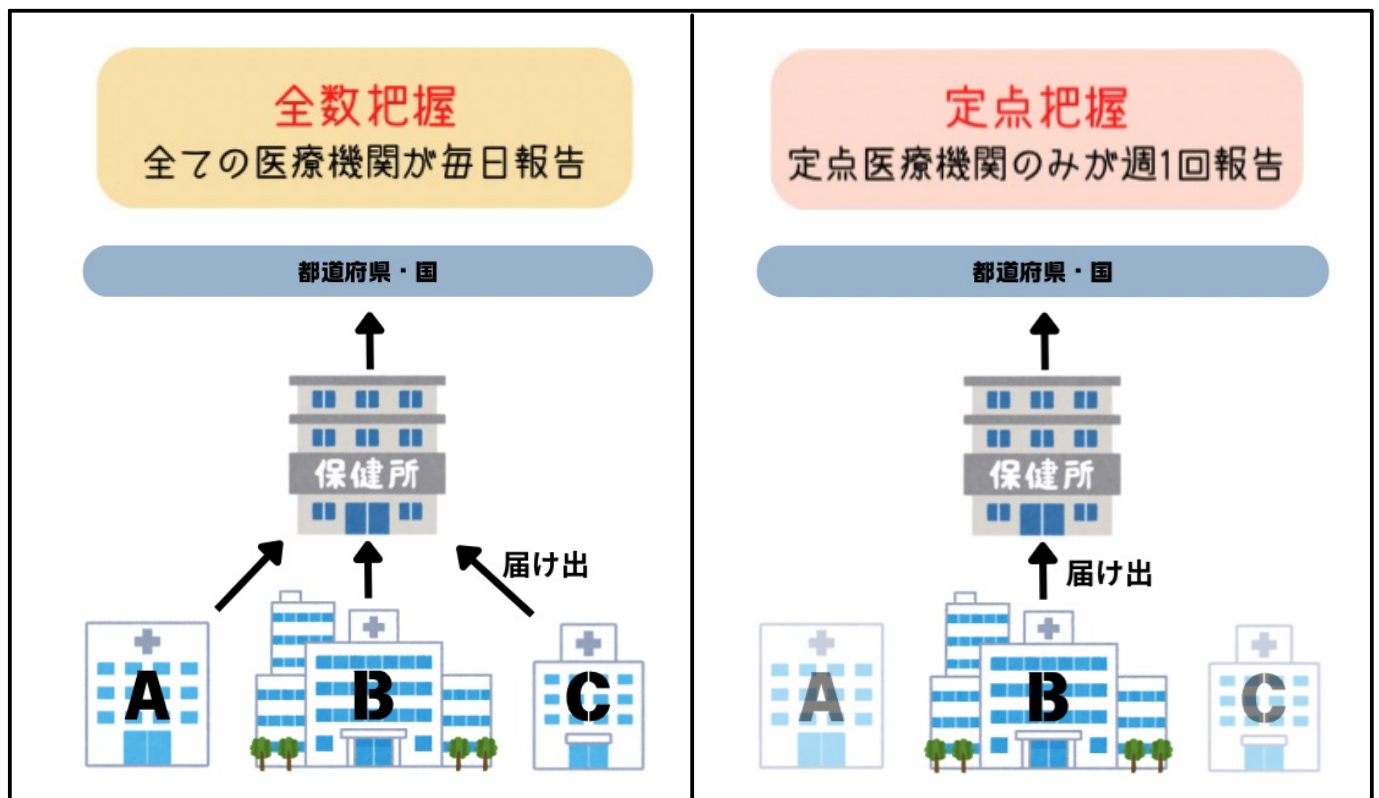 全数把握
全ての医療機関が毎日報告
都道府県・国
保健所
届け出
A
B
C
定点把握
定点医療機関のみが週1回報告
都道府県・国
保健所
届け出
A
B
C